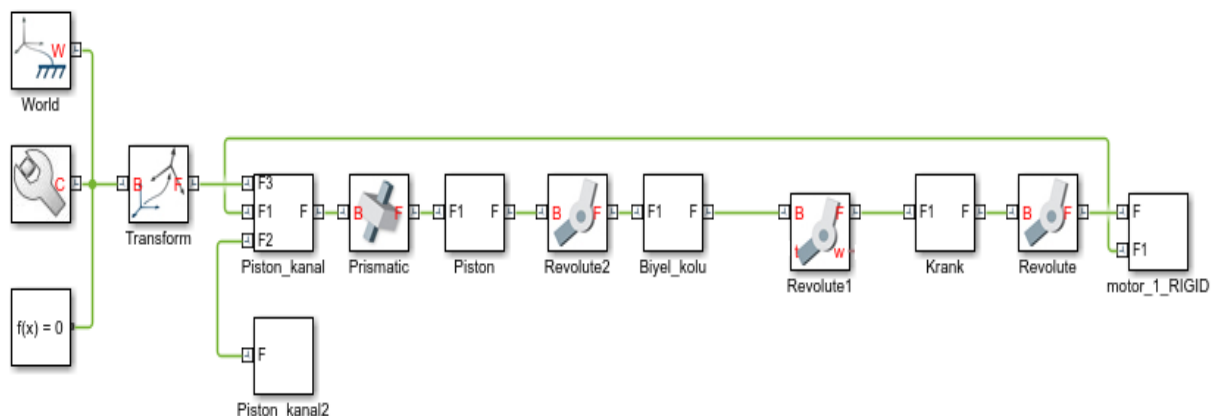 W
World
C
B F
Transform
f(x) = 0
F3
F1 F
F2
Piston_kanal
B F
Prismatic
F1 F
Piston
B F
Revolute2
F1 F
Biyel_kolu
B F
t w
Revolute1
F1 F
Krank
B F
Revolute
F
F1
motor_1_RIGID
F
Piston_kanal2